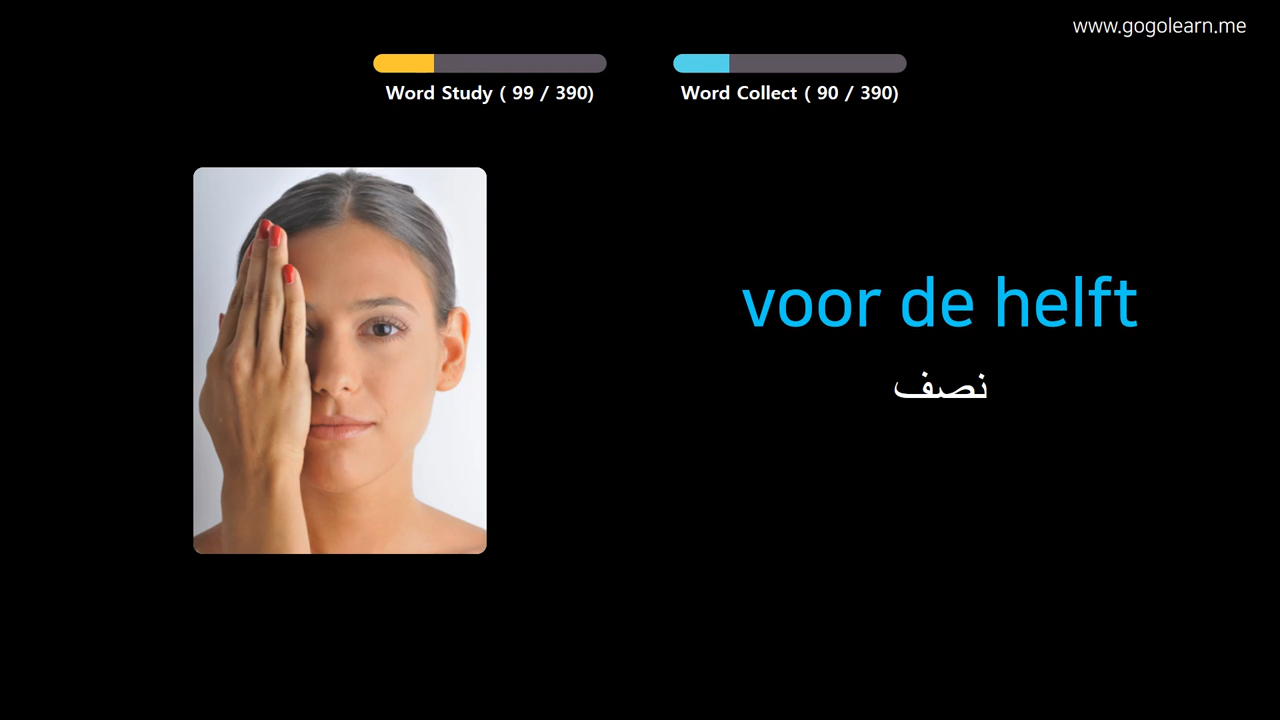 www.gogolearn.me
Word Study ( 99 / 390)
Word Collect ( 90 / 390)
voor de helft
نصف